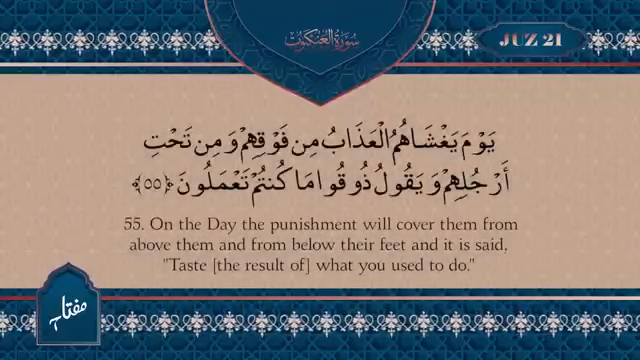 سورة العنكبوت
JUZ 21
يَوْمَ يَغْشَاهُمُ الْعَذَابُ مِن فَوْقِهِمْ وَمِن تَحْتِ
أَرْجُلِهِمْ وَيَقُولُ ذُوقُوا مَا كُنتُمْ تَعْمَلُونَ ﴿٥٥﴾
55. On the Day the punishment will cover them from
above them and from below their feet and it is said,
"Taste [the result of] what you used to do."
مفتاح